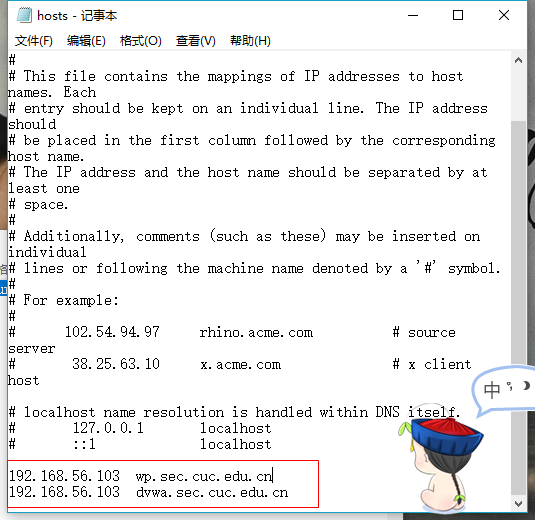 hosts - 记事本
文件(F) 编辑(E) 格式(O) 查看(V) 帮助(H)
#
# This file contains the mappings of IP addresses to host
names. Each
# entry should be kept on an individual line. The IP address
should
# be placed in the first column followed by the corresponding
host name.
# The IP address and the host name should be separated by at
least one
# space.
#
# Additionally, comments (such as these) may be inserted on
individual
# lines or following the machine name denoted by a '#' symbol.
#
# For example:
#
#      102.54.94.97     rhino.acme.com          # source
server
#       38.25.63.10     x.acme.com              # x client
host
# localhost name resolution is handled within DNS itself.
#       127.0.0.1       localhost
#       ::1             localhost
192.168.56.103  wp.sec.cuc.edu.cn
192.168.56.103  dvwa.sec.cuc.edu.cn
中